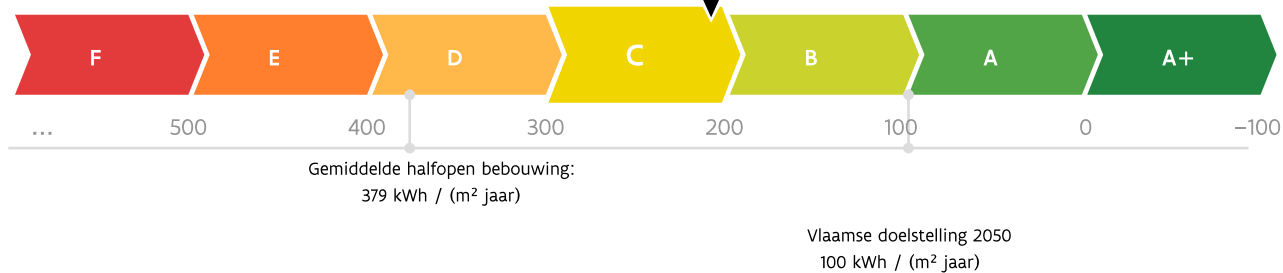 F E D C B A A+
... 500 400 300 200 100 0 −100
Gemiddelde halfopen bebouwing:
379 kWh / (m² jaar)
Vlaamse doelstelling 2050
100 kWh / (m² jaar)